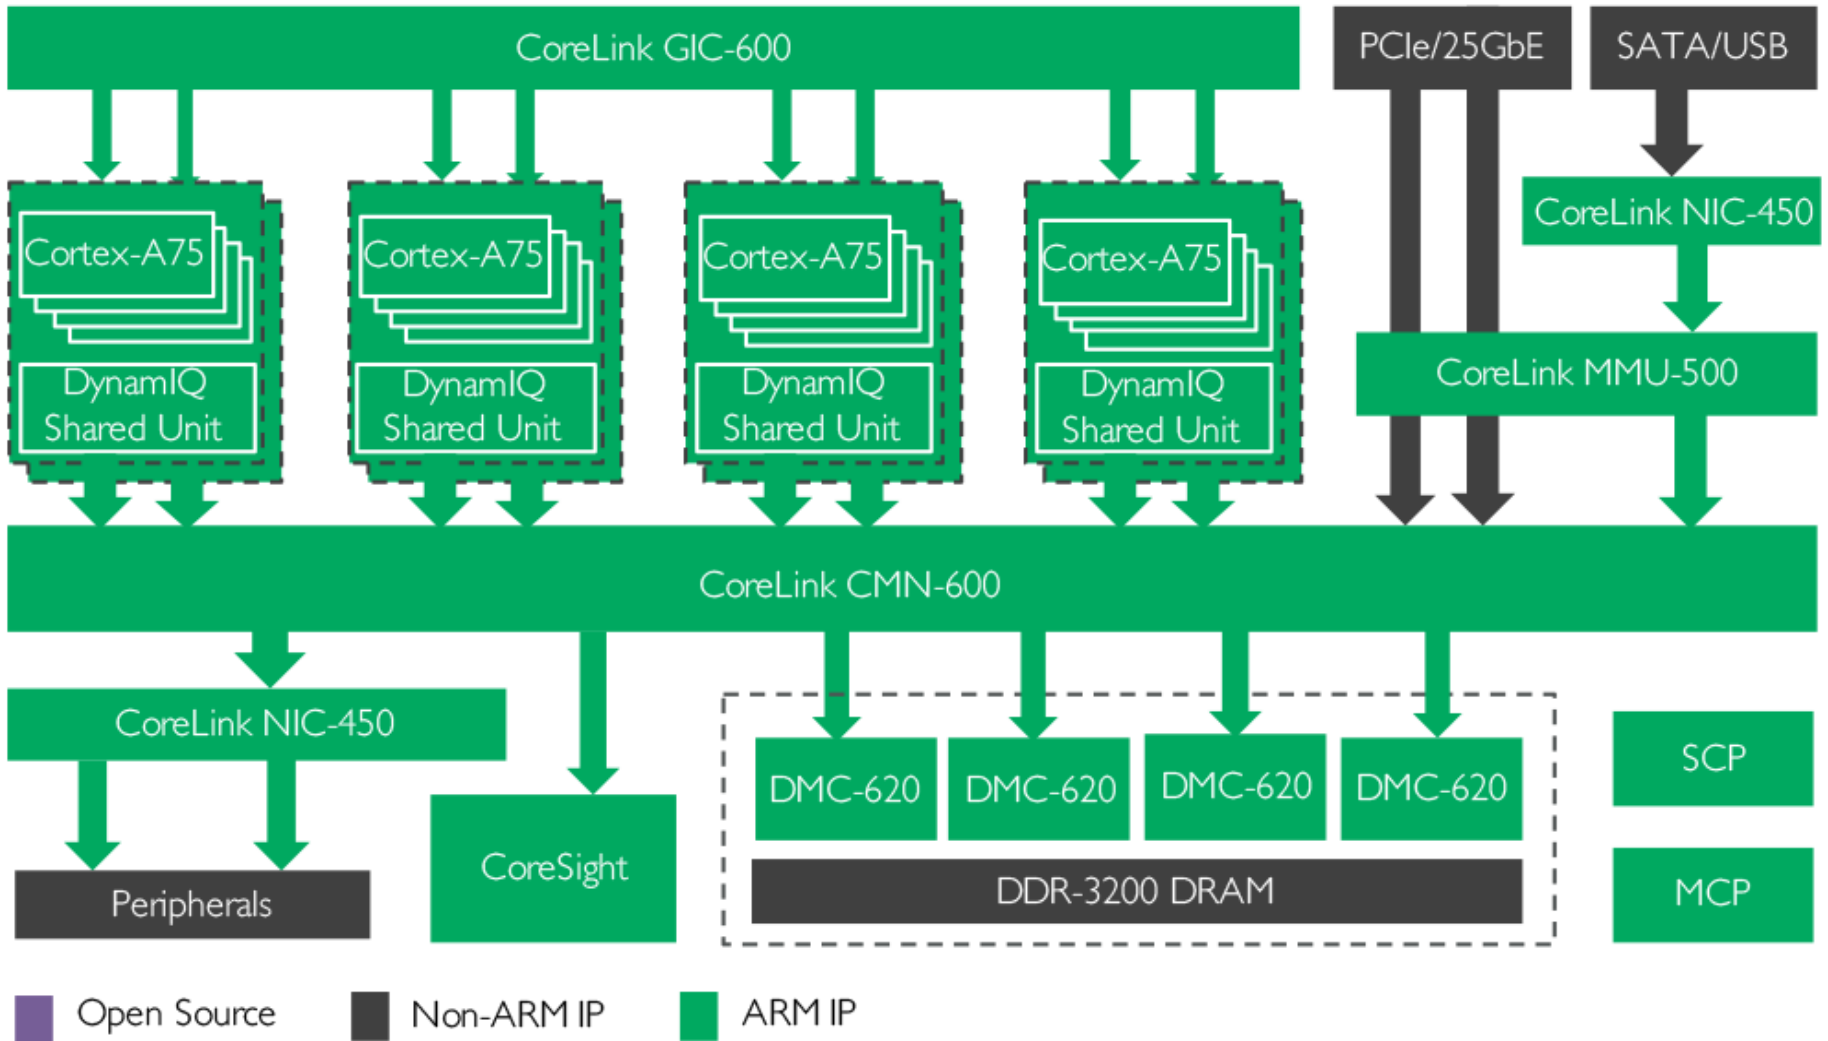 CoreLink GIC-600
PCIe/25GbE
SATA/USB
CoreLink NIC-450
Cortex-A75
Cortex-A75
Cortex-A75
Cortex-A75
CoreLink MMU-500
DynamIQ
Shared Unit
DynamIQ
Shared Unit
DynamIQ
Shared Unit
DynamIQ
Shared Unit
CoreLink CMN-600
CoreLink NIC-450
DMC-620
DMC-620
DMC-620
DMC-620
SCP
CoreSight
DDR-3200 DRAM
MCP
Peripherals
Open Source
Non-ARM IP
ARM IP